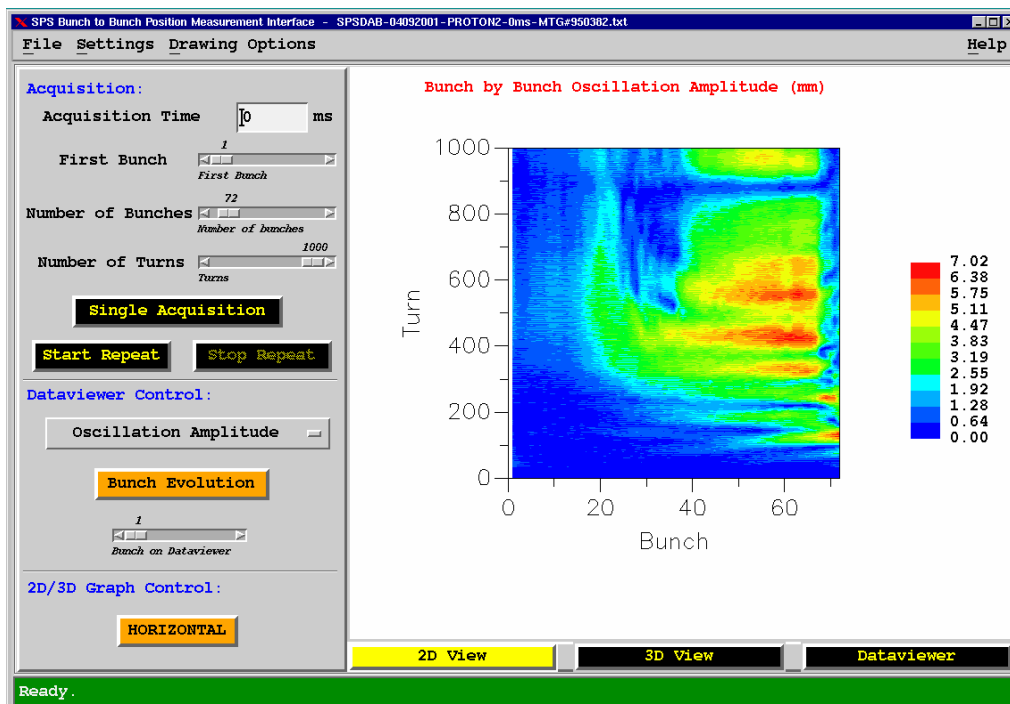 SPS Bunch to Bunch Position Measurement Interface - SPSDAB-04092001-PROTON2-0ms-MTG#950382.txt
File Settings Drawing Options Help
Acquisition:
Acquisition Time 0 ms
1
First Bunch
First Bunch
72
Number of Bunches
Number of bunches
1000
Number of Turns
Turns
Single Acquisition
Start Repeat Stop Repeat
Dataviewer Control:
Oscillation Amplitude
Bunch Evolution
1
Bunch on Dataviewer
2D/3D Graph Control:
HORIZONTAL
Bunch by Bunch Oscillation Amplitude (mm)
1000
800
600
400
200
0
Turn
0 20 40 60
Bunch
7.02
6.38
5.75
5.11
4.47
3.83
3.19
2.55
1.92
1.28
0.64
0.00
2D View 3D View Dataviewer
Ready.